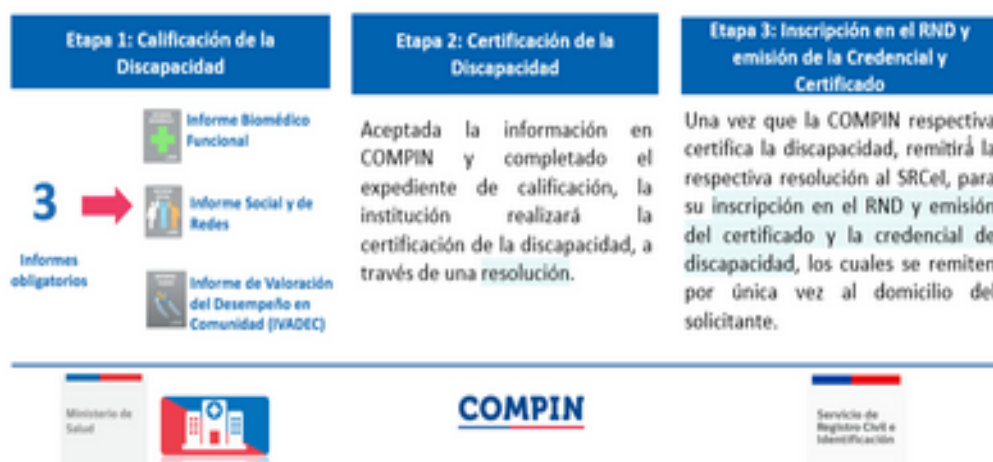 Etapa 1: Calificación de la
Discapacidad
3
Informes
obligatorios
Informe Biomédico
Funcional
Informe Social y de
Redes
Informe de Valoración
del Desempeño en
Comunidad (IVADEC)
Etapa 2: Certificación de la
Discapacidad
Aceptada la información en
COMPIN y completado el
expediente de calificación, la
institución realizará la
certificación de la discapacidad, a
través de una resolución.
Etapa 3: Inscripción en el RND y
emisión de la Credencial y
Certificado
Una vez que la COMPIN respectiva
certifica la discapacidad, remitirá la
respectiva resolución al SRCeI, para
su inscripción en el RND y emisión
del certificado y la credencial de
discapacidad, los cuales se remiten
por única vez al domicilio del
solicitante.
Ministerio de
Salud
COMPIN
Servicio de
Registro Civil e
Identificación